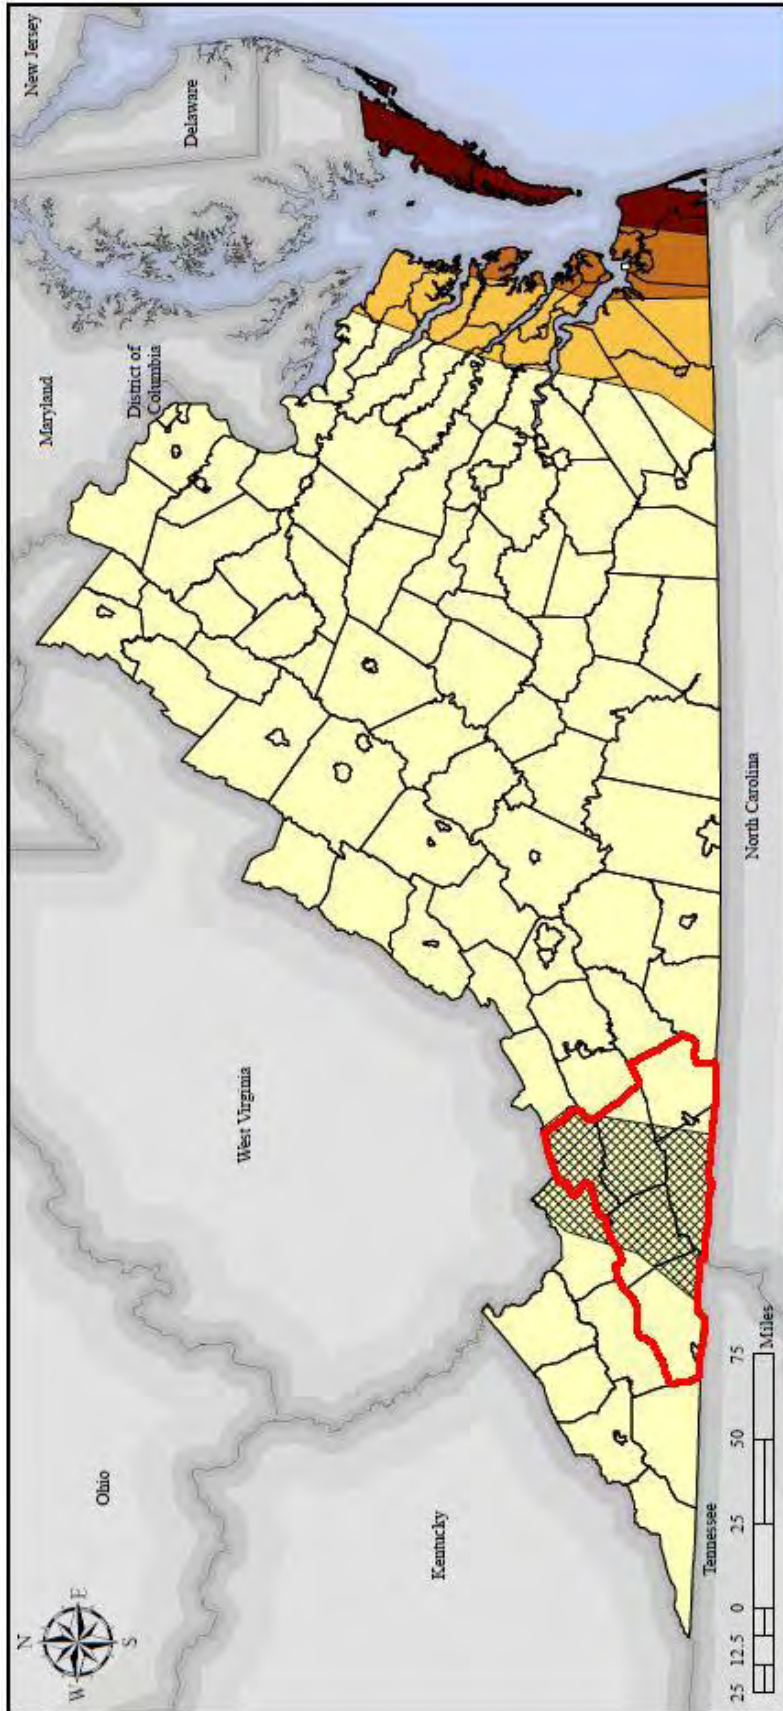 New Jersey
Delaware
Maryland
District of
Columbia
Ohio
West Virginia
Kentucky
North Carolina
Tennessee
N
W
E
S
25 12.5 0 25 50 75
Miles